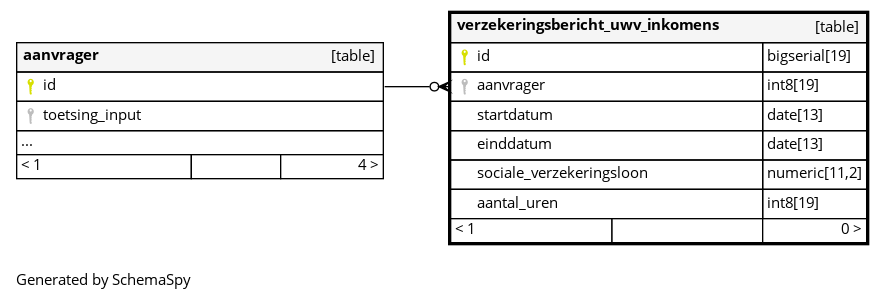 aanvrager [table]
id
toetsing_input
...
< 1 4 >
verzekeringsbericht_uwv_inkomens [table]
id bigserial[19]
aanvrager int8[19]
startdatum date[13]
einddatum date[13]
sociale_verzekeringsloon numeric[11,2]
aantal_uren int8[19]
< 1 0 >
Generated by SchemaSpy